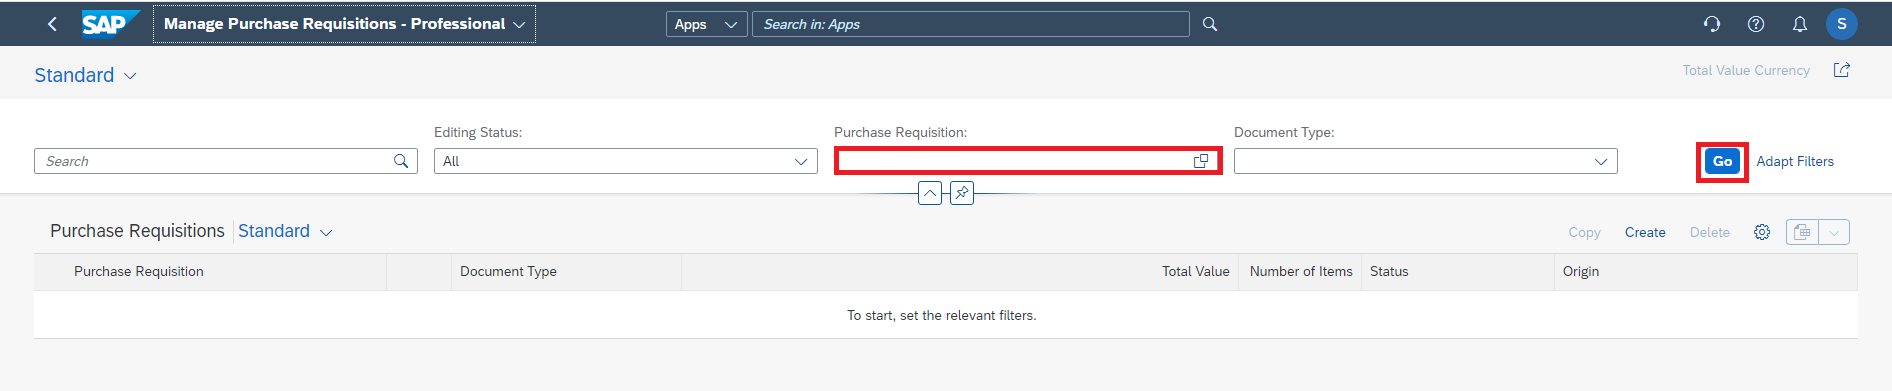 SAP Manage Purchase Requisitions - Professional Apps Search in: Apps S
Standard Total Value Currency
Editing Status: Purchase Requisition: Document Type:
Search All Go Adapt Filters
Purchase Requisitions Standard Copy Create Delete
Purchase Requisition Document Type Total Value Number of Items Status Origin
To start, set the relevant filters.